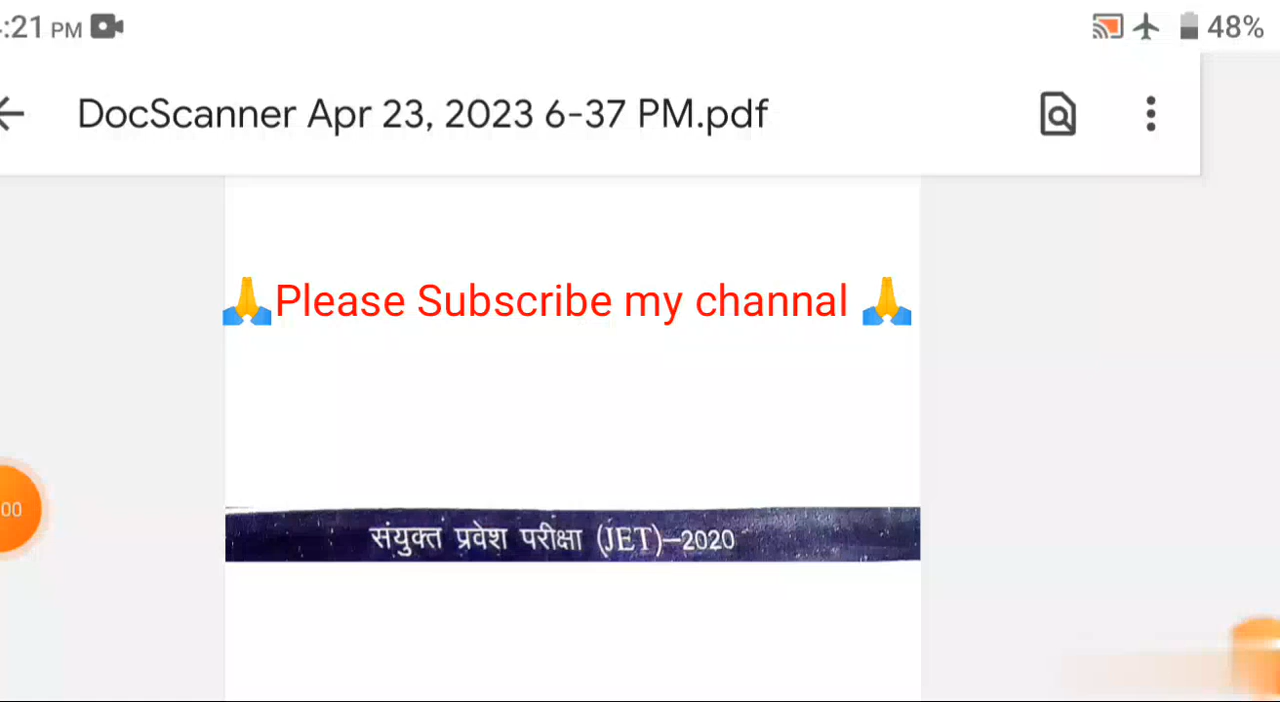 :21 PM 48%
DocScanner Apr 23, 2023 6-37 PM.pdf
🙏Please Subscribe my channal 🙏
00
संयुक्त प्रवेश परीक्षा (JET)–2020